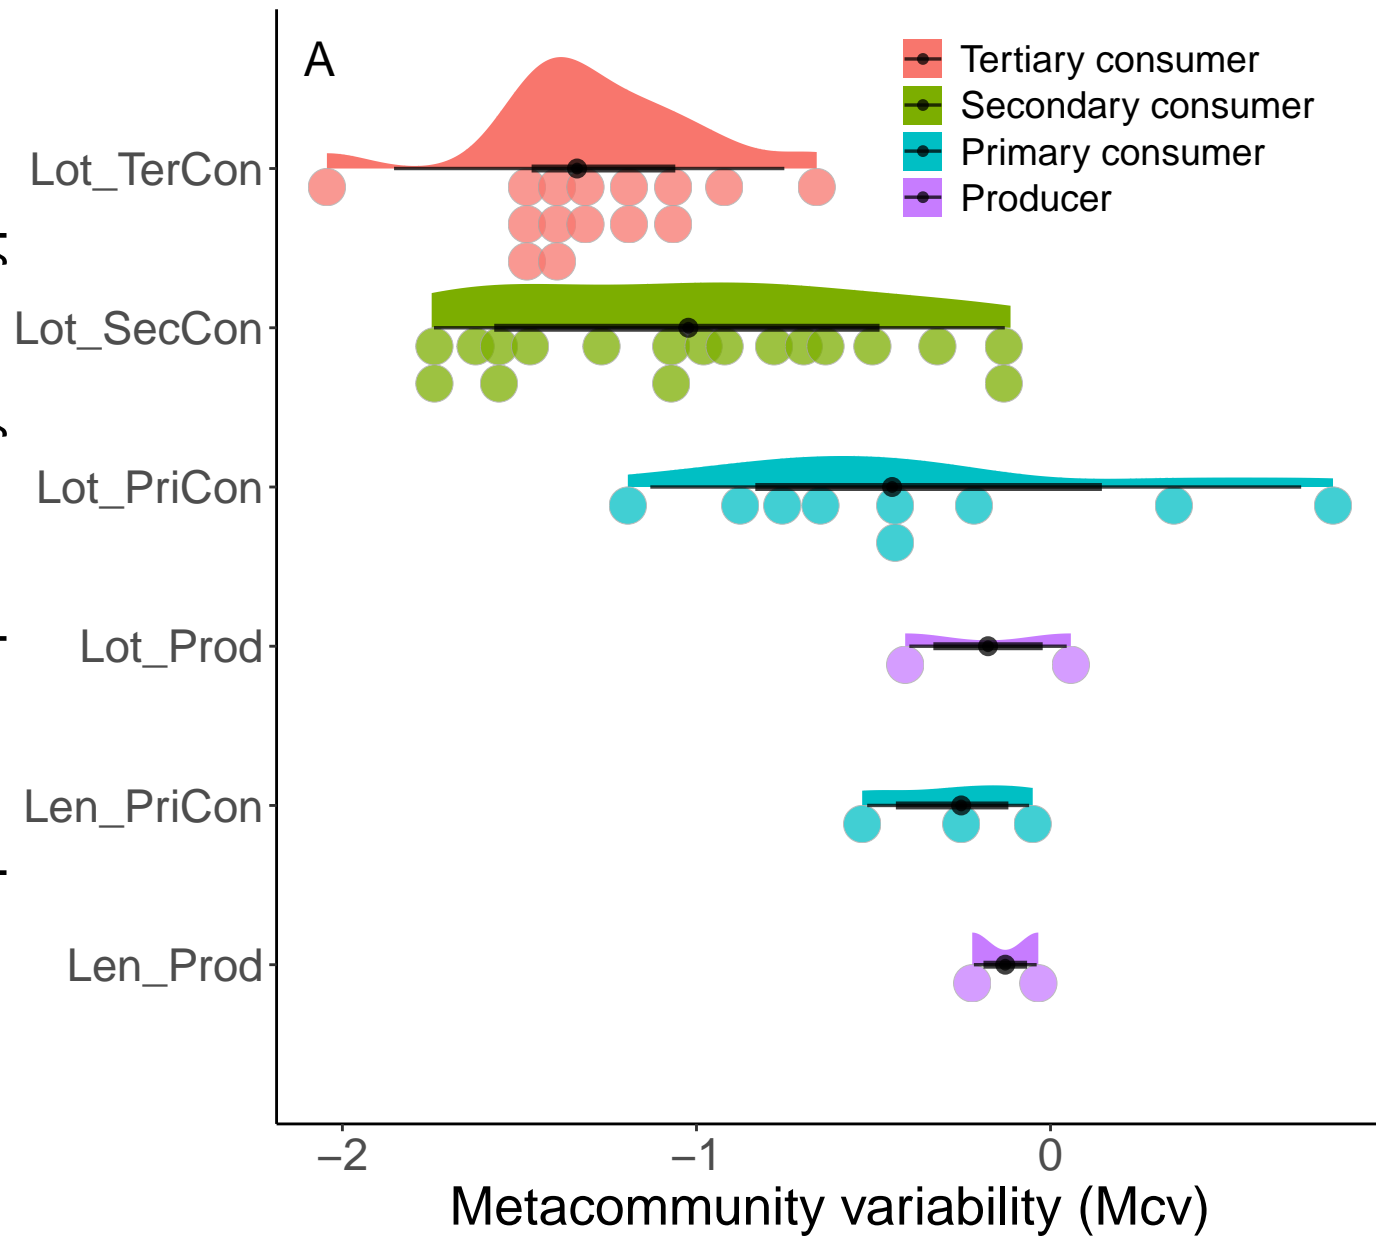 A
Tertiary consumer
Secondary consumer
Primary consumer
Producer
Lot_TerCon
Lot_SecCon
Lot_PriCon
Lot_Prod
Len_PriCon
Len_Prod
−2
−1
0
Metacommunity variability (Mcv)